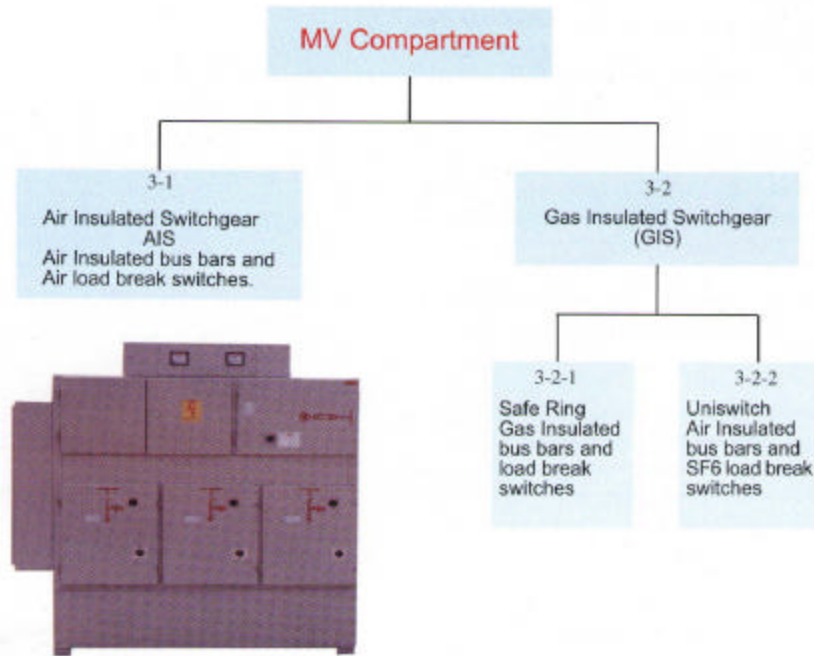 MV Compartment
3-1
Air Insulated Switchgear
AIS
Air Insulated bus bars and
Air load break switches.
3-2
Gas Insulated Switchgear
(GIS)
3-2-1
Safe Ring
Gas Insulated
bus bars and
load break
switches
3-2-2
Uniswitch
Air Insulated
bus bars and
SF6 load break
switches